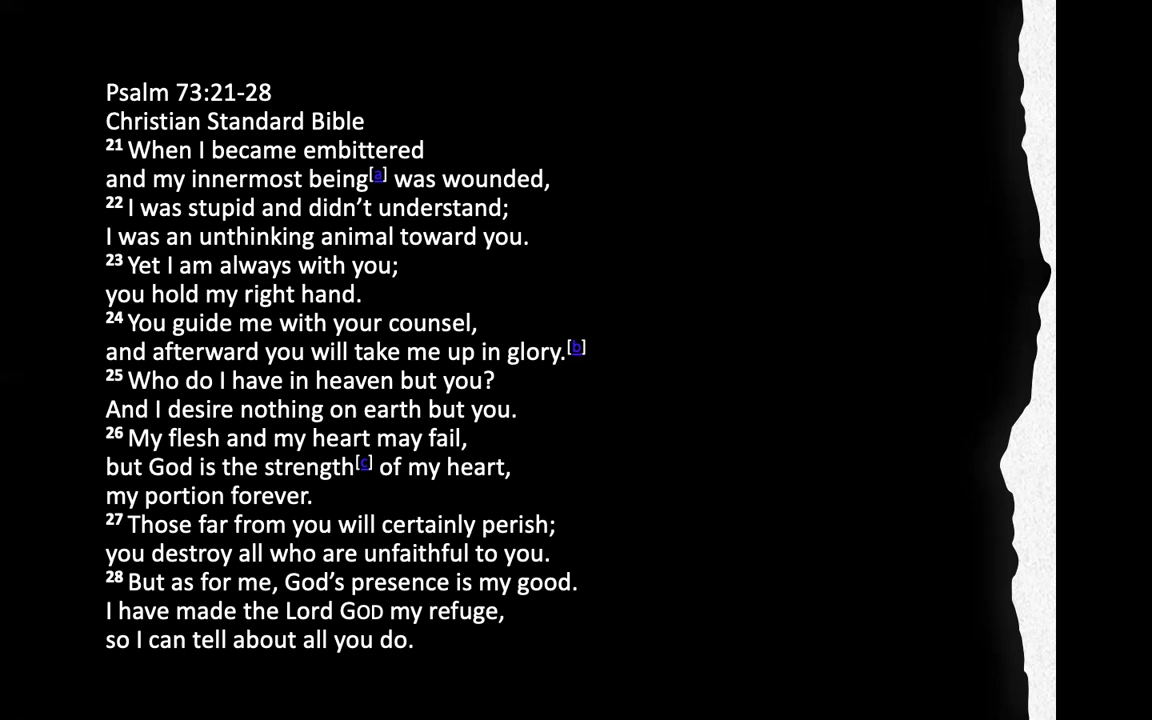 Psalm 73:21-28
Christian Standard Bible
21 When I became embittered
and my innermost being[a] was wounded,
22 I was stupid and didn’t understand;
I was an unthinking animal toward you.
23 Yet I am always with you;
you hold my right hand.
24 You guide me with your counsel,
and afterward you will take me up in glory.[b]
25 Who do I have in heaven but you?
And I desire nothing on earth but you.
26 My flesh and my heart may fail,
but God is the strength[c] of my heart,
my portion forever.
27 Those far from you will certainly perish;
you destroy all who are unfaithful to you.
28 But as for me, God’s presence is my good.
I have made the Lord GOD my refuge,
so I can tell about all you do.